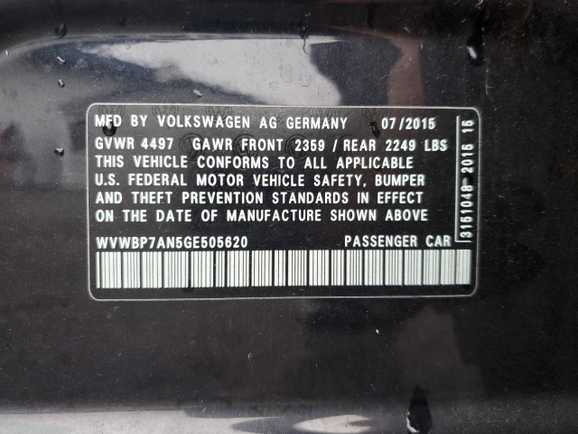 MFD BY VOLKSWAGEN AG GERMANY 07/2015
GVWR 4497 GAWR FRONT 2359 / REAR 2249 LBS
THIS VEHICLE CONFORMS TO ALL APPLICABLE
U.S. FEDERAL MOTOR VEHICLE SAFETY, BUMPER
AND THEFT PREVENTION STANDARDS IN EFFECT
ON THE DATE OF MANUFACTURE SHOWN ABOVE
WVWBP7AN5GE505620 PASSENGER CAR
3151048 2015 15